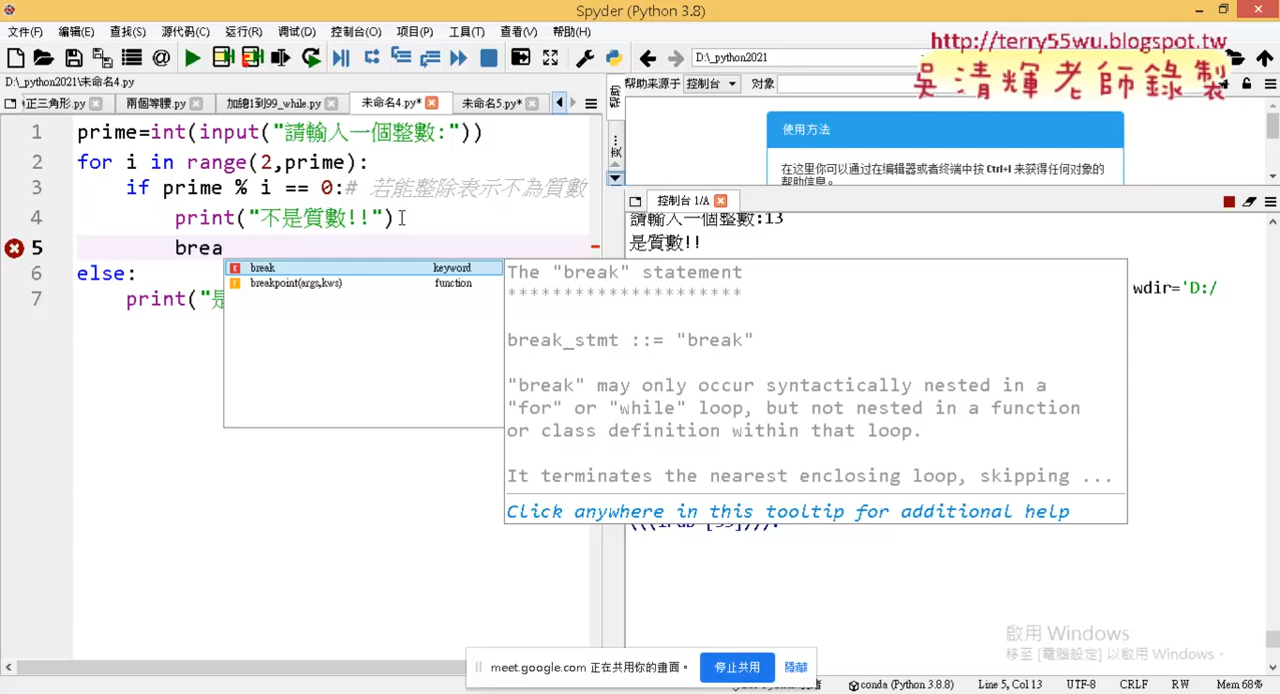 Spyder (Python 3.8)
文件(F) 编辑(E) 查找(S) 源代码(C) 运行(R) 调试(D) 控制台(O) 项目(P) 工具(T) 查看(V) 帮助(H)
http://terry55wu.blogspot.tw
D:\_python2021
吳清輝老師錄製
D:\_python2021\未命名4.py
帮助来源于 控制台 对象
正三角形.py 兩個等腰.py 加總1到99_while.py 未命名4.py* 未命名5.py*
使用方法
在这里你可以通过在编辑器或者终端中按 Ctrl+I 来获得任何对象的
帮助信息。
控制台 1/A
1 prime=int(input("請輸入一個整數:"))
2 for i in range(2,prime):
3 if prime % i == 0:# 若能整除表示不為質數
4 print("不是質數!!")
5 brea
6 else:
7 print("是
break keyword
breakpoint(args,kws) function
The "break" statement
**********************
break_stmt ::= "break"
"break" may only occur syntactically nested in a
"for" or "while" loop, but not nested in a function
or class definition within that loop.
It terminates the nearest enclosing loop, skipping ...
Click anywhere in this tooltip for additional help
請輸入一個整數:13
是質數!!
wdir='D:/
啟用 Windows
移至 [電腦設定] 以啟用 Windows。
meet.google.com 正在共用你的畫面。 停止共用 隱藏
conda (Python 3.8.8) Line 5, Col 13 UTF-8 CRLF RW Mem 68%